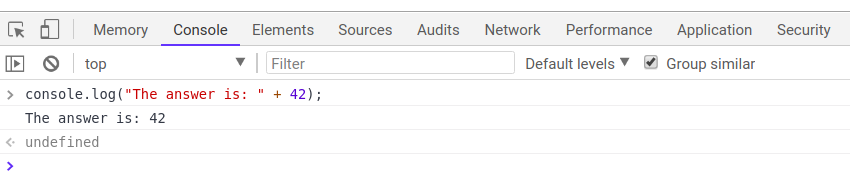 Memory Console Elements Sources Audits Network Performance Application Security
top Filter Default levels Group similar
console.log("The answer is: " + 42);
The answer is: 42
undefined